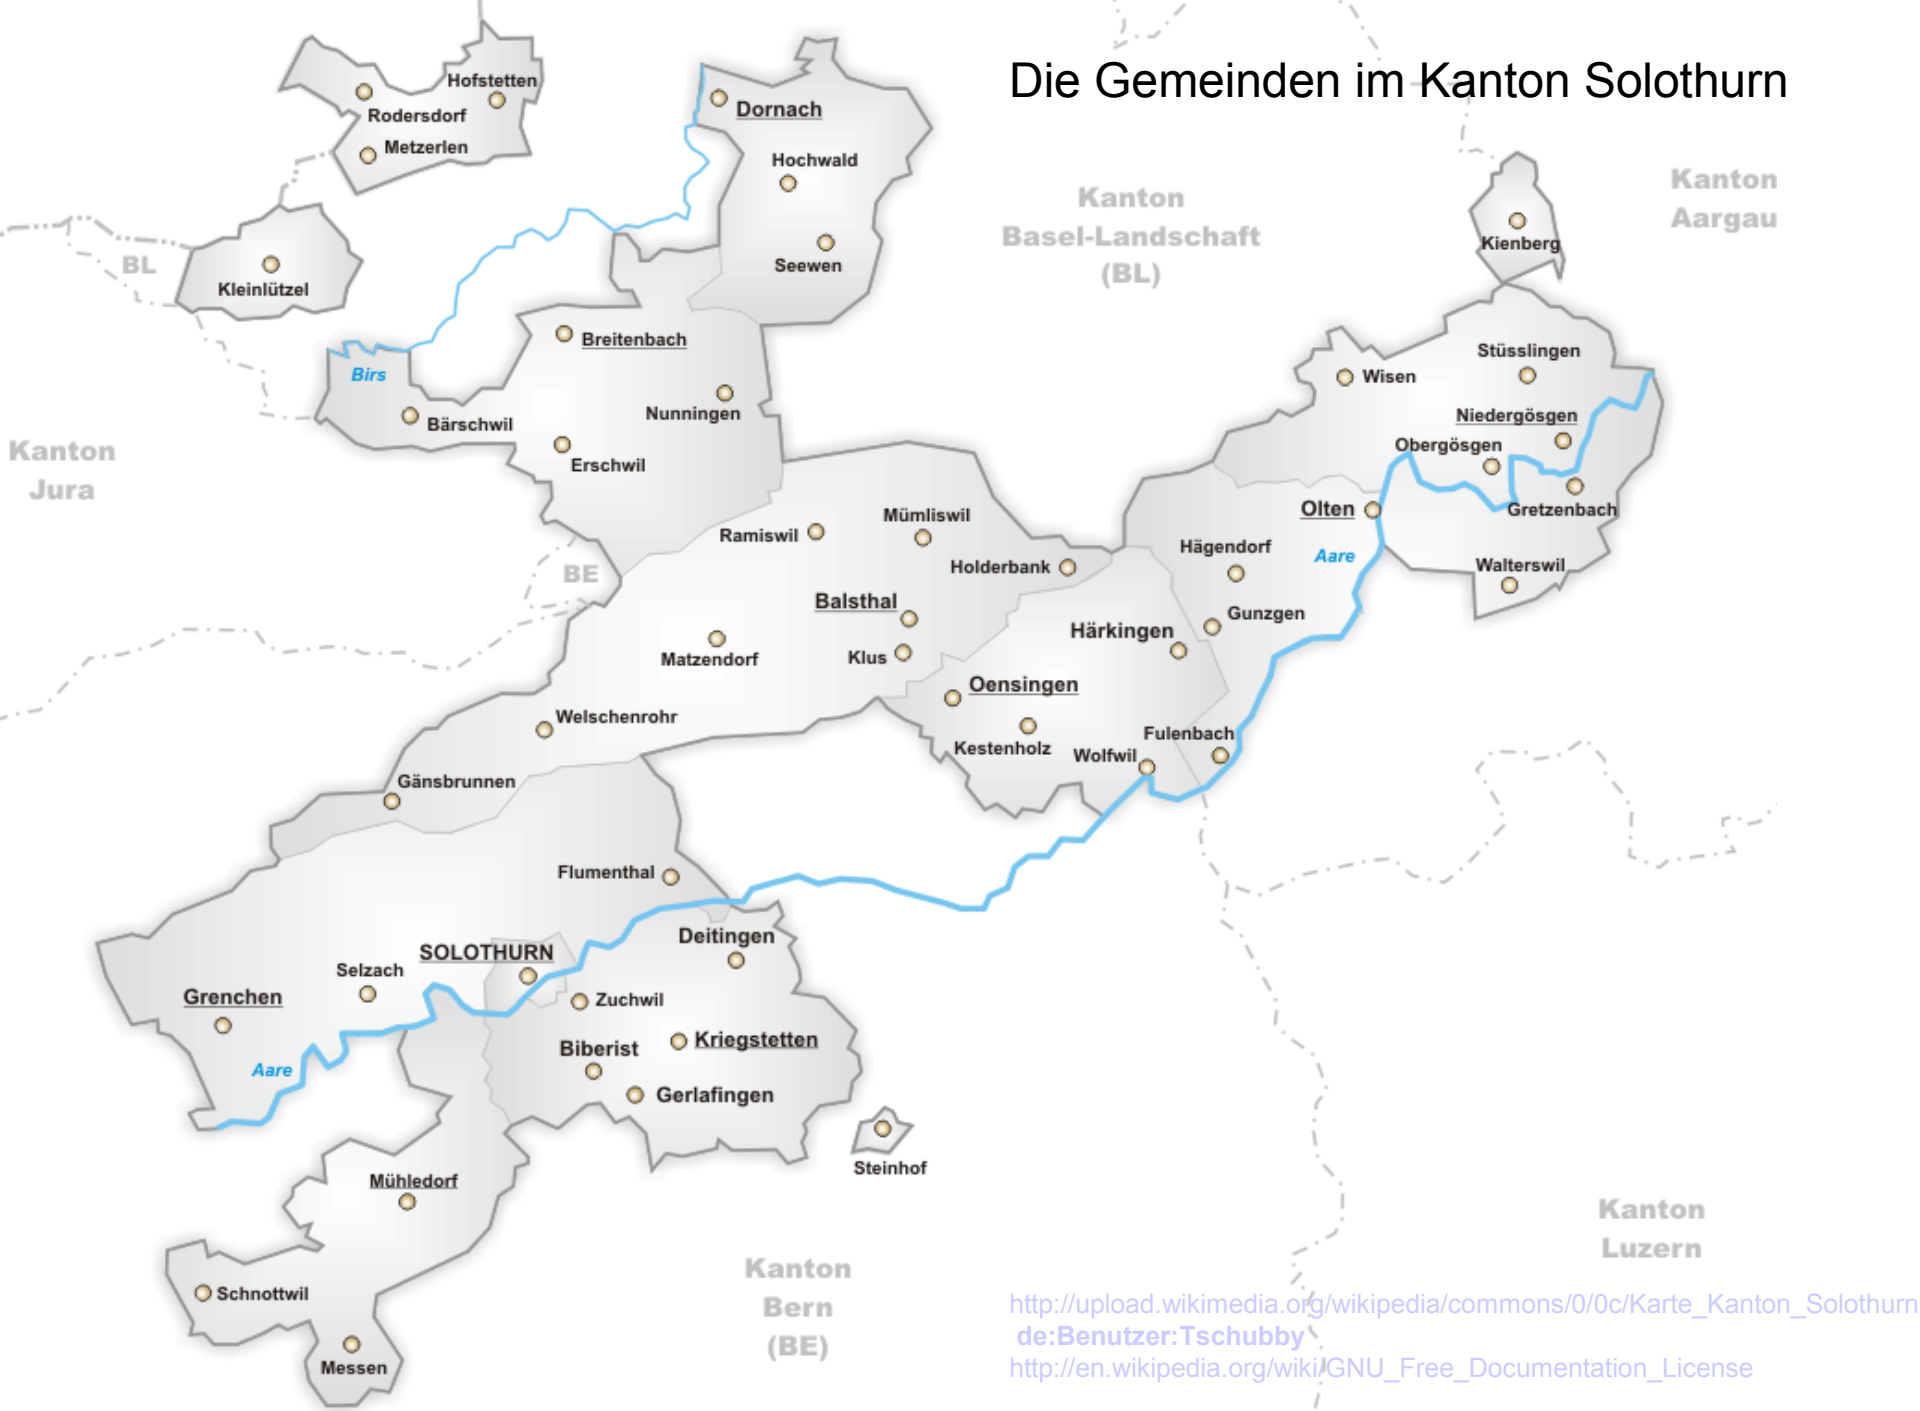 Die Gemeinden im Kanton Solothurn
Hofstetten
Rodersdorf
Metzerlen
Dornach
Hochwald
Seewen
Kanton
Basel-Landschaft
(BL)
Kanton
Aargau
Kienberg
BL
Kleinlützel
Birs
Breitenbach
Bärschwil
Nunningen
Erschwil
Kanton
Jura
Wisen
Stüsslingen
Niedergösgen
Obergösgen
Gretzenbach
Olten
Aare
Walterswil
Hägendorf
Gunzgen
Ramiswil
Mümliswil
Holderbank
BE
Balsthal
Klus
Matzendorf
Härkingen
Oensingen
Kestenholz
Wolfwil
Fulenbach
Welschenrohr
Gänsbrunnen
Flumenthal
Deitingen
SOLOTHURN
Selzach
Grenchen
Zuchwil
Biberist
Kriegstetten
Gerlafingen
Aare
Steinhof
Mühledorf
Schnottwil
Messen
Kanton
Bern
(BE)
Kanton
Luzern
http://upload.wikimedia.org/wikipedia/commons/0/0c/Karte_Kanton_Solothurn
de:Benutzer:Tschubby
http://en.wikipedia.org/wiki/GNU_Free_Documentation_License